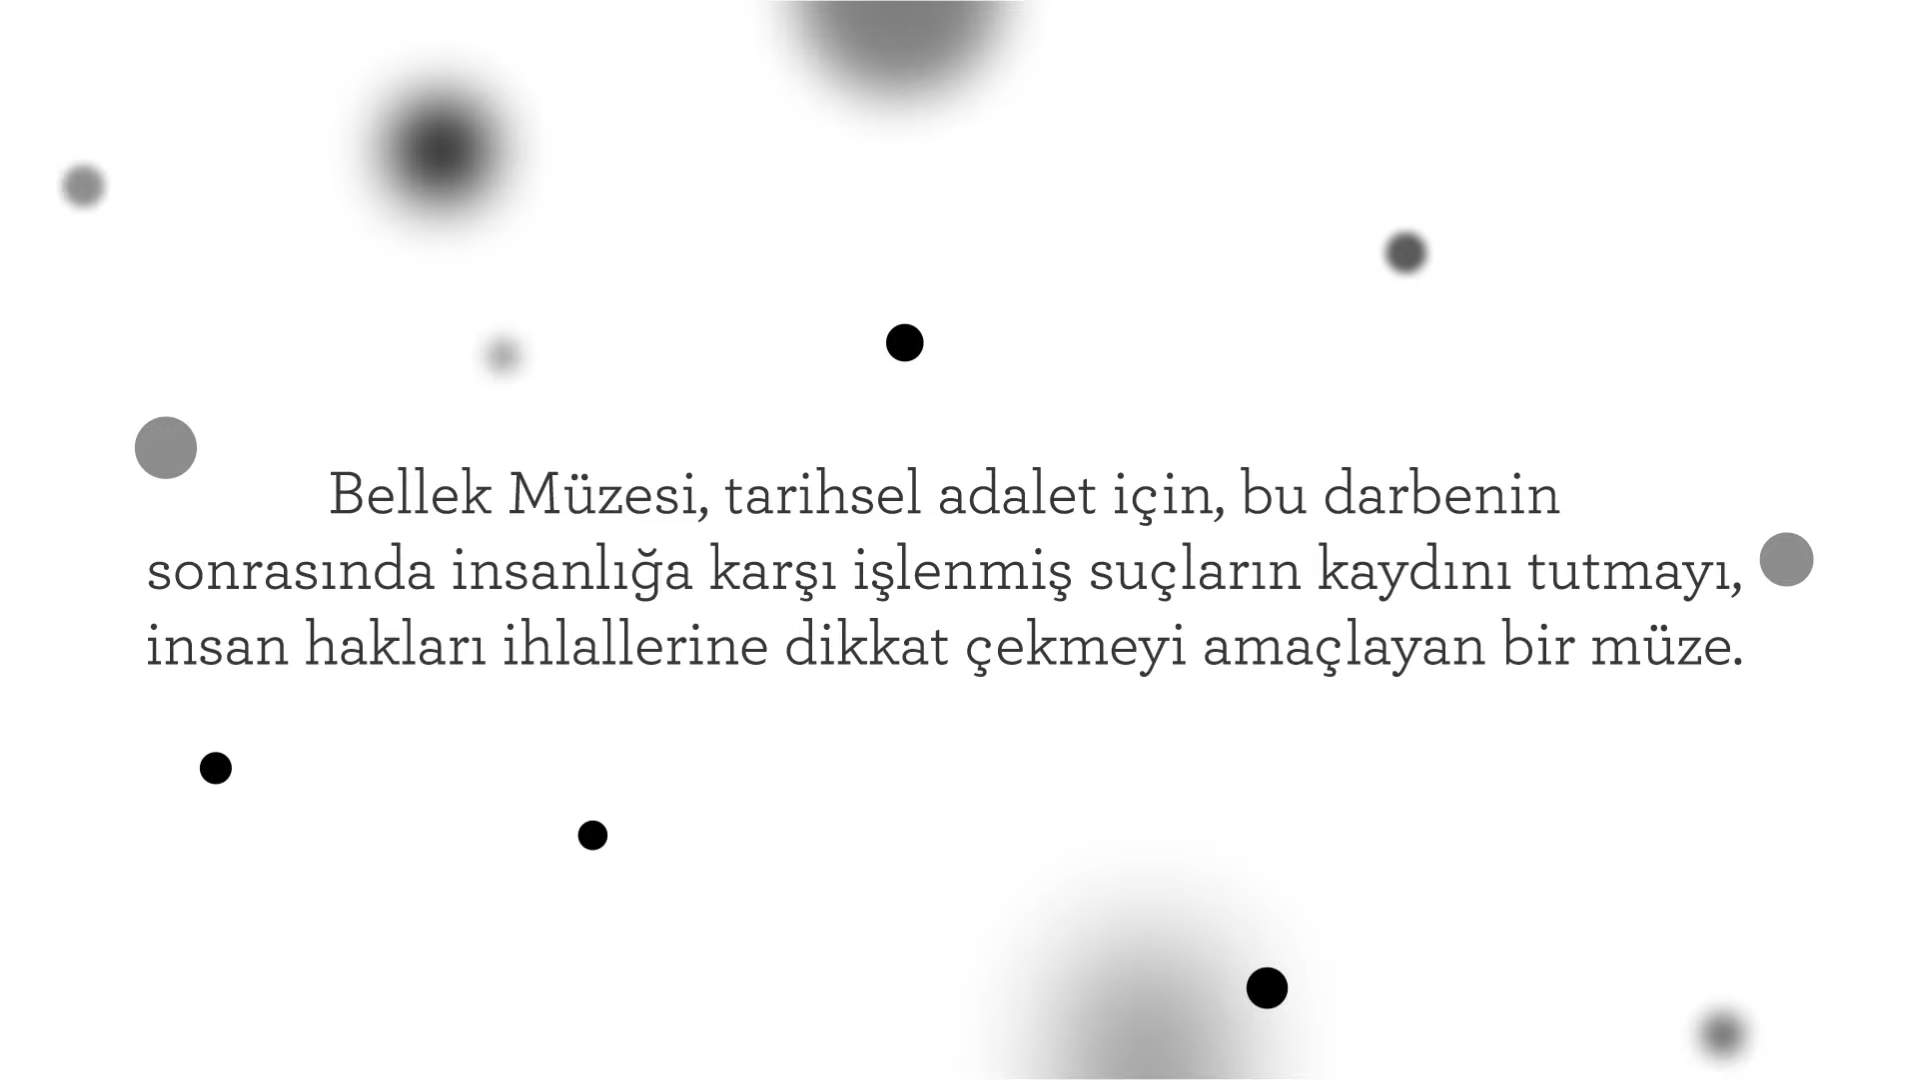 Bellek Müzesi, tarihsel adalet için, bu darbenin
sonrasında insanlığa karşı işlenmiş suçların kaydını tutmayı,
insan hakları ihlallerine dikkat çekmeyi amaçlayan bir müze.